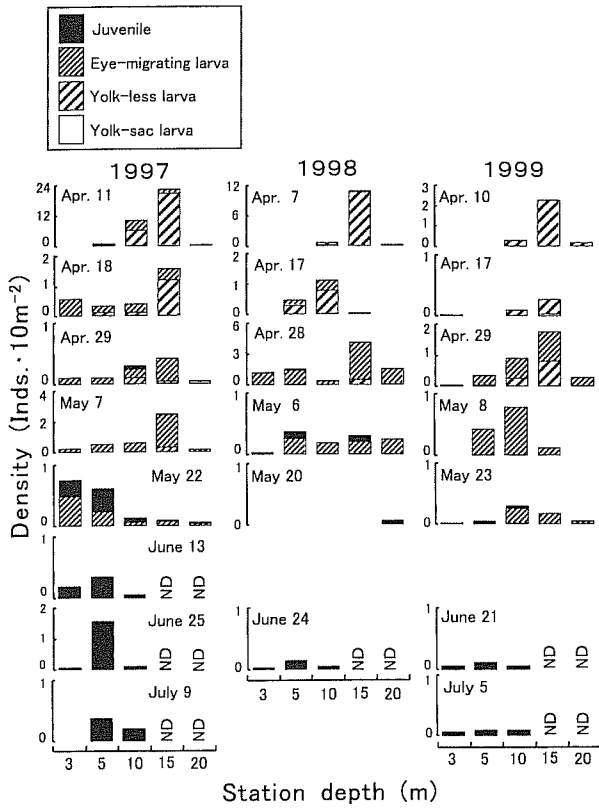 Juvenile
Eye-migrating larva
Yolk-less larva
Yolk-sac larva
1997 1998 1999
24 12 0 Apr. 11
12 6 0 Apr. 7
3 2 1 0 Apr. 10
2 1 0 Apr. 18
2 1 0 Apr. 17
1 0 Apr. 17
1 0 Apr. 29
6 3 0 Apr. 28
2 1 0 Apr. 29
4 2 0 May 7
1 0 May 6
1 0 May 8
1 0 May 22
1 0 May 20
1 0 May 23
1 0 June 13 ND ND
2 1 0 June 25 ND ND
1 0 June 24 ND ND
1 0 June 21 ND ND
1 0 July 9 ND ND
1 0 July 5 ND ND
3 5 10 15 20
3 5 10 15 20
3 5 10 15 20
Density (Inds.·10m⁻²)
Station depth (m)